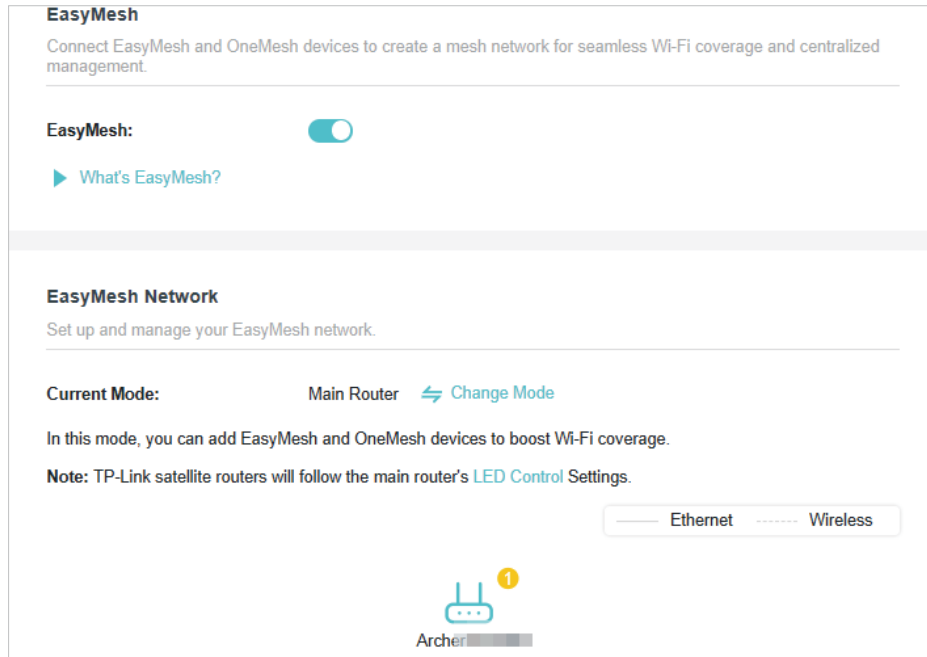 EasyMesh
Connect EasyMesh and OneMesh devices to create a mesh network for seamless Wi-Fi coverage and centralized
management.
EasyMesh:
What's EasyMesh?
EasyMesh Network
Set up and manage your EasyMesh network.
Current Mode: Main Router Change Mode
In this mode, you can add EasyMesh and OneMesh devices to boost Wi-Fi coverage.
Note: TP-Link satellite routers will follow the main router's LED Control Settings.
Ethernet Wireless
1
Archer